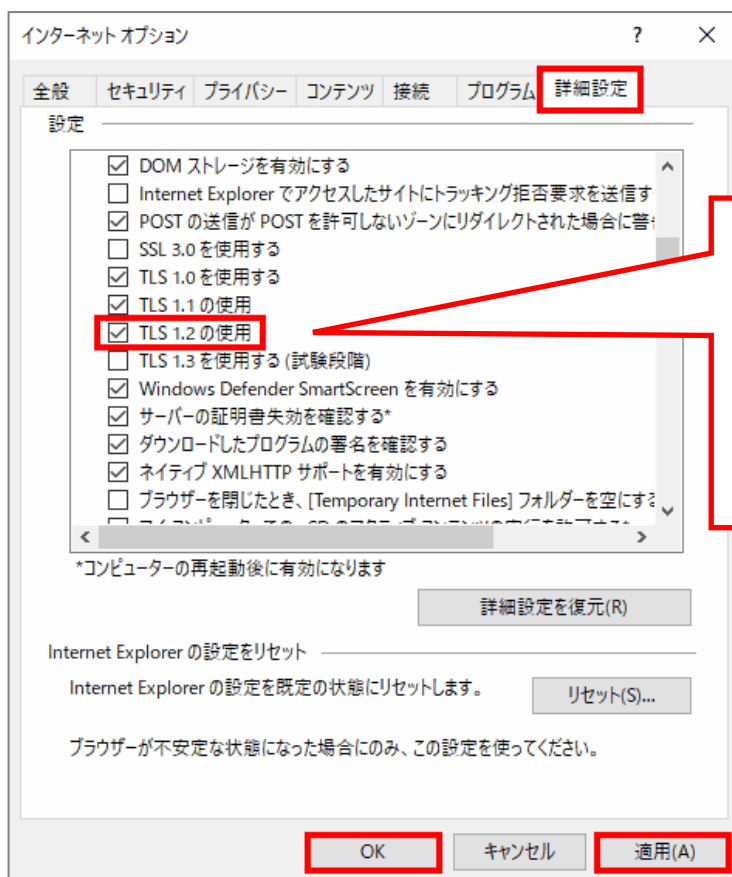 インターネット オプション ? ×
全般 セキュリティ プライバシー コンテンツ 接続 プログラム 詳細設定
設定
DOM ストレージを有効にする
Internet Explorer でアクセスしたサイトにトラッキング拒否要求を送信す
POST の送信が POST を許可しないゾーンにリダイレクトされた場合に警
SSL 3.0 を使用する
TLS 1.0 を使用する
TLS 1.1 の使用
TLS 1.2 の使用
TLS 1.3 を使用する (試験段階)
Windows Defender SmartScreen を有効にする
サーバーの証明書失効を確認する*
ダウンロードしたプログラムの署名を確認する
ネイティブ XMLHTTP サポートを有効にする
ブラウザーを閉じたとき、[Temporary Internet Files] フォルダーを空にする
*コンピューターの再起動後に有効になります
詳細設定を復元(R)
Internet Explorer の設定をリセット
Internet Explorer の設定を既定の状態にリセットします。
リセット(S)...
ブラウザーが不安定な状態になった場合にのみ、この設定を使ってください。
OK キャンセル 適用(A)